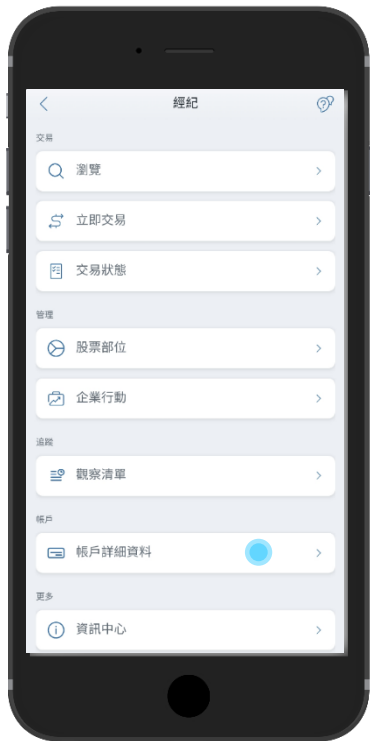 經紀
交易
瀏覽
立即交易
交易狀態
管理
股票部位
企業行動
追蹤
觀察清單
帳戶
帳戶詳細資料
更多
資訊中心